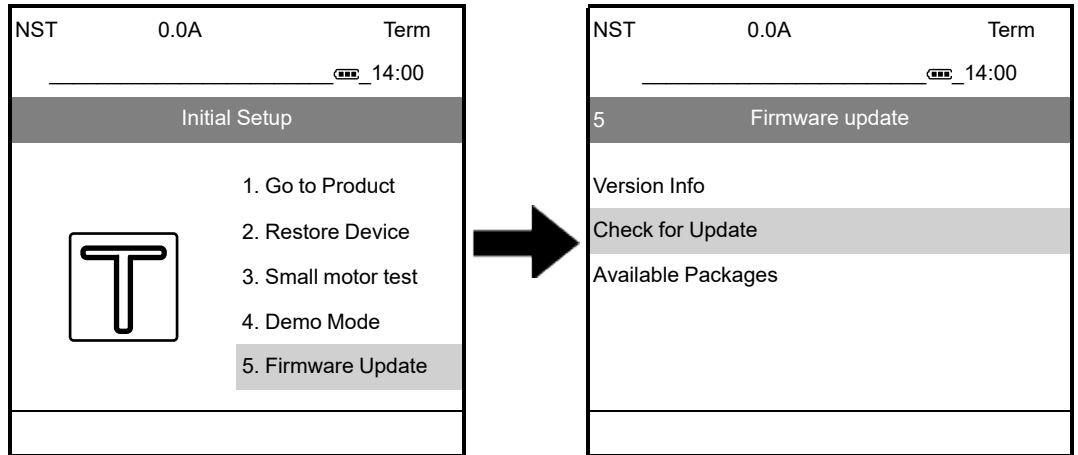 NST 0.0A Term
14:00
Initial Setup
1. Go to Product
2. Restore Device
3. Small motor test
4. Demo Mode
5. Firmware Update
NST 0.0A Term
14:00
5 Firmware update
Version Info
Check for Update
Available Packages